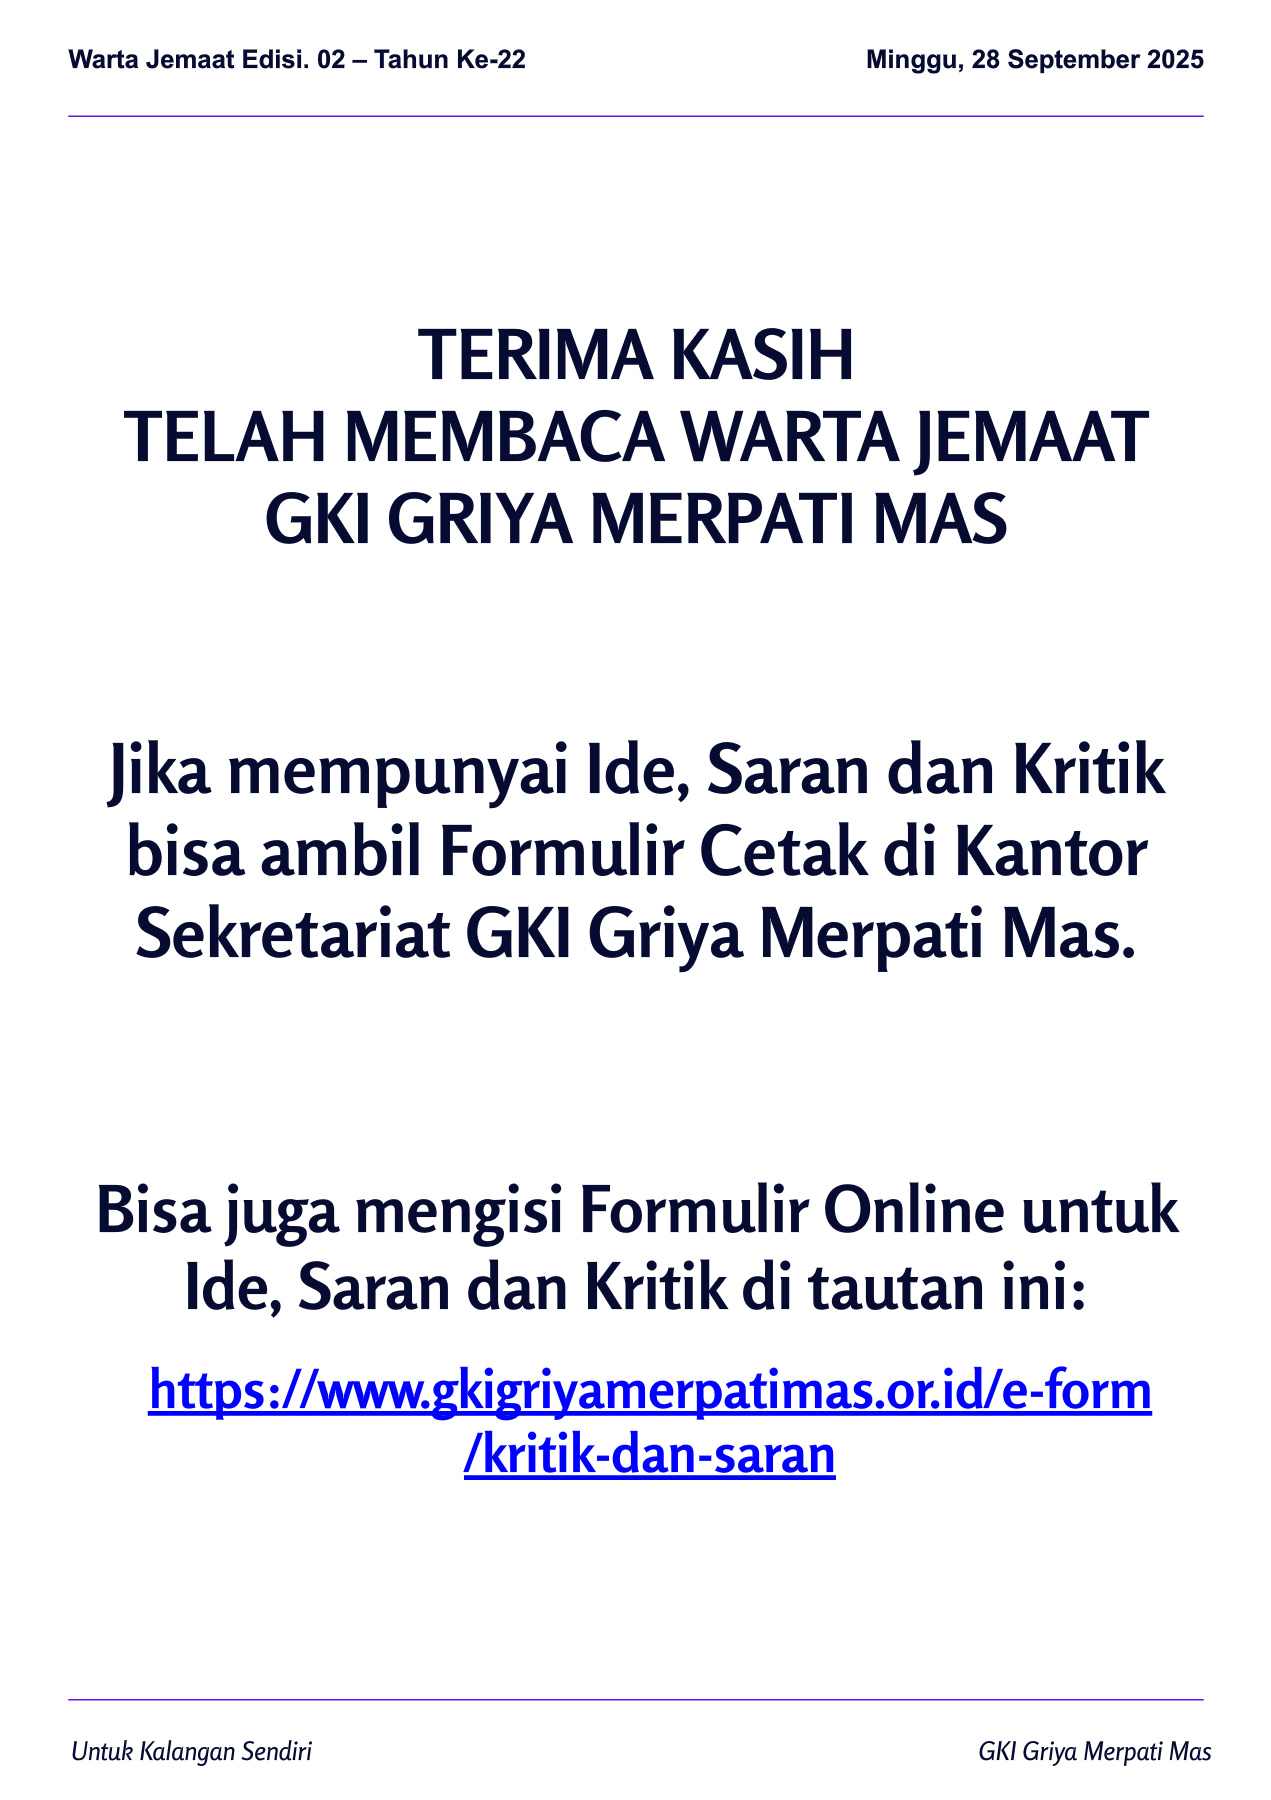 Warta Jemaat Edisi. 02 – Tahun Ke-22
Minggu, 28 September 2025
TERIMA KASIH
TELAH MEMBACA WARTA JEMAAT
GKI GRIYA MERPATI MAS
Jika mempunyai Ide, Saran dan Kritik
bisa ambil Formulir Cetak di Kantor
Sekretariat GKI Griya Merpati Mas.
Bisa juga mengisi Formulir Online untuk
Ide, Saran dan Kritik di tautan ini:
https://www.gkigriyamerpatimas.or.id/e-form
/kritik-dan-saran
Untuk Kalangan Sendiri
GKI Griya Merpati Mas